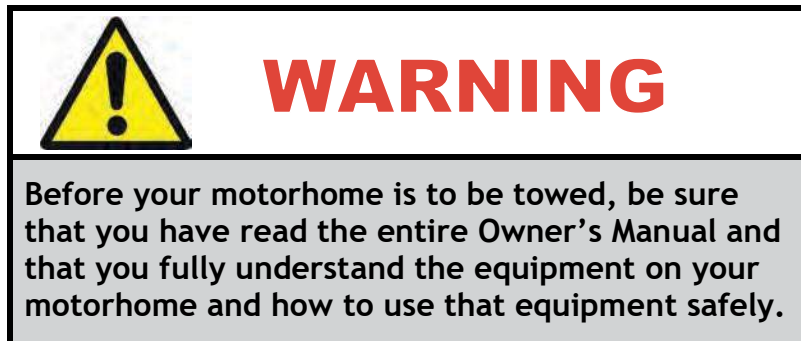 WARNING
Before your motorhome is to be towed, be sure
that you have read the entire Owner’s Manual and
that you fully understand the equipment on your
motorhome and how to use that equipment safely.